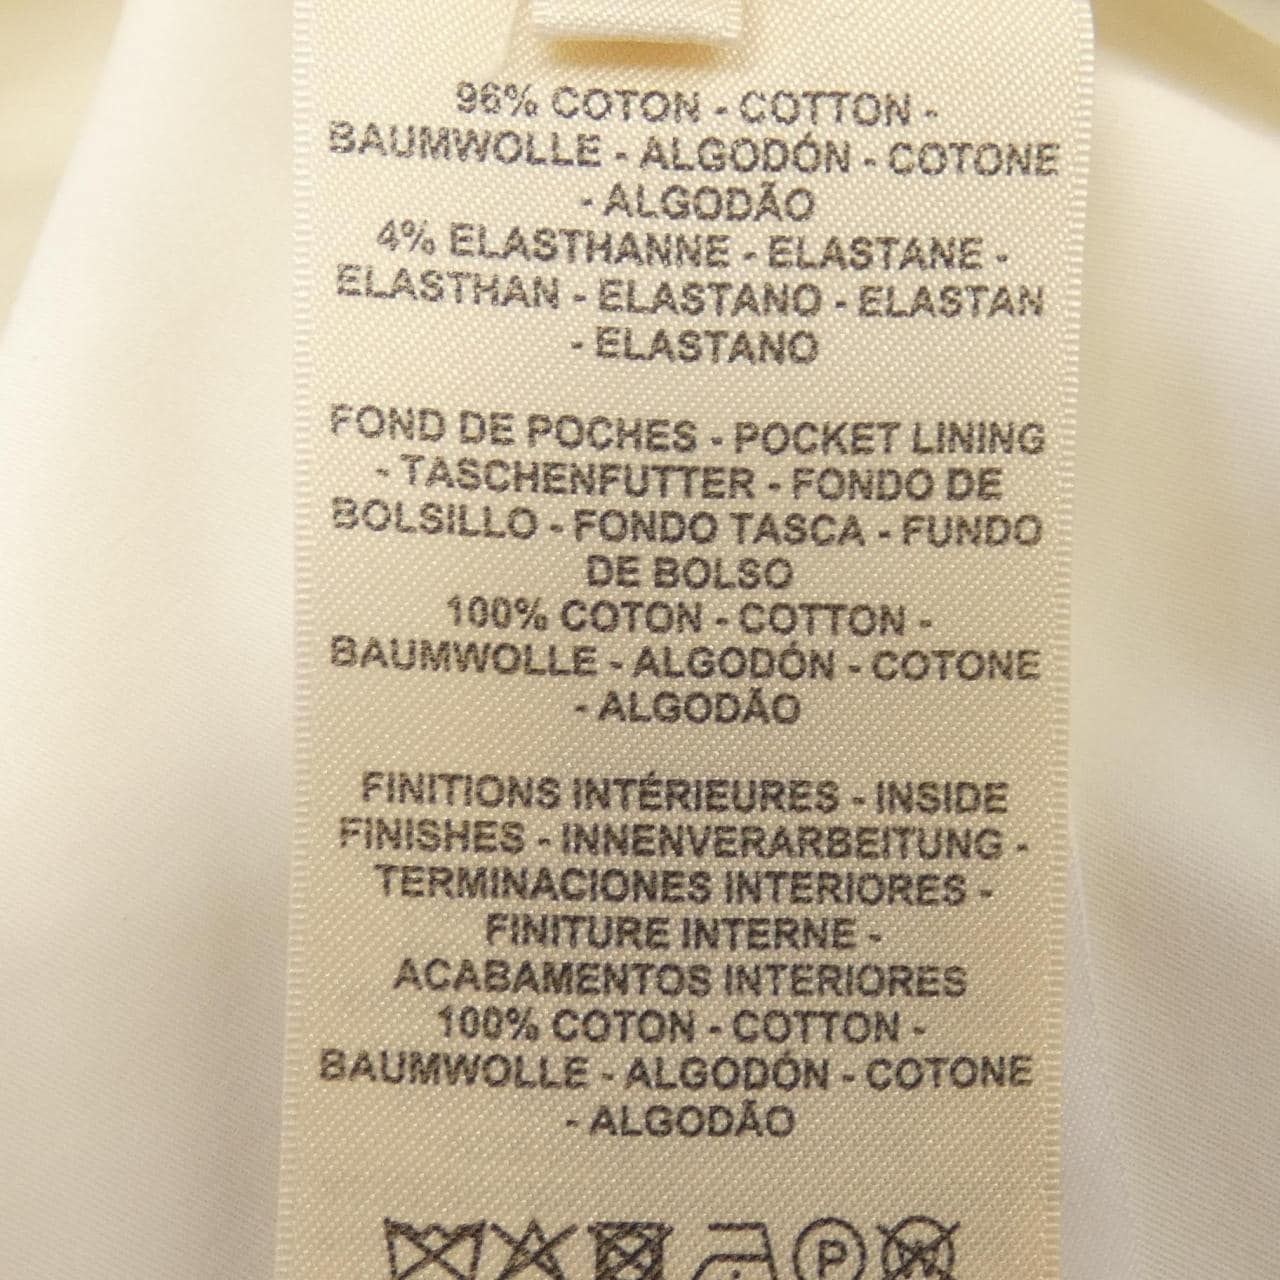 96% COTON - COTTON -
BAUMWOLLE - ALGODÓN - COTONE
- ALGODÃO
4% ELASTHANNE - ELASTANE -
ELASTHAN - ELASTANO - ELASTAN
- ELASTANO
FOND DE POCHES - POCKET LINING
- TASCHENFUTTER - FONDO DE
BOLSILLO - FONDO TASCA - FUNDO
DE BOLSO
100% COTON - COTTON -
BAUMWOLLE - ALGODÓN - COTONE
- ALGODÃO
FINITIONS INTÉRIEURES - INSIDE
FINISHES - INNENVERARBEITUNG -
TERMINACIONES INTERIORES -
FINITURE INTERNE -
ACABAMENTOS INTERIORES
100% COTON - COTTON -
BAUMWOLLE - ALGODÓN - COTONE
- ALGODÃO
P W